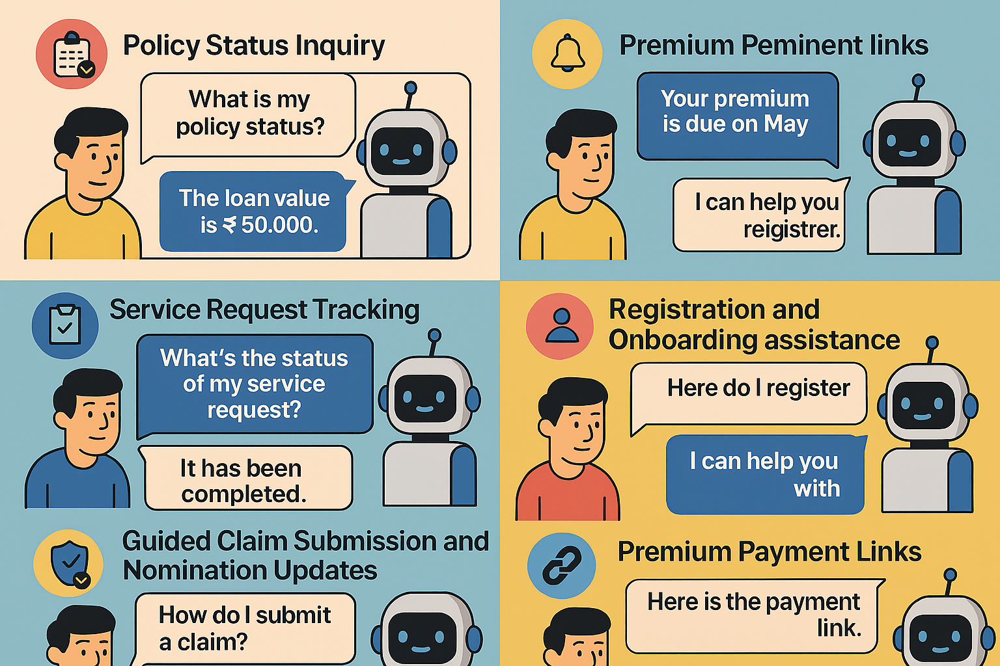 Policy Status Inquiry
What is my
policy status?
The loan value
is ₹ 50.000.
Premium Peminent links
Your premium
is due on May
I can help you
reigistrer.
Service Request Tracking
What's the status
of my service
request?
It has been
completed.
Registration and
Onboarding assistance
Here do I register
I can help you
with
Guided Claim Submission and
Nomination Updates
How do I submit
a claim?
Premium Payment Links
Here is the payment
link.